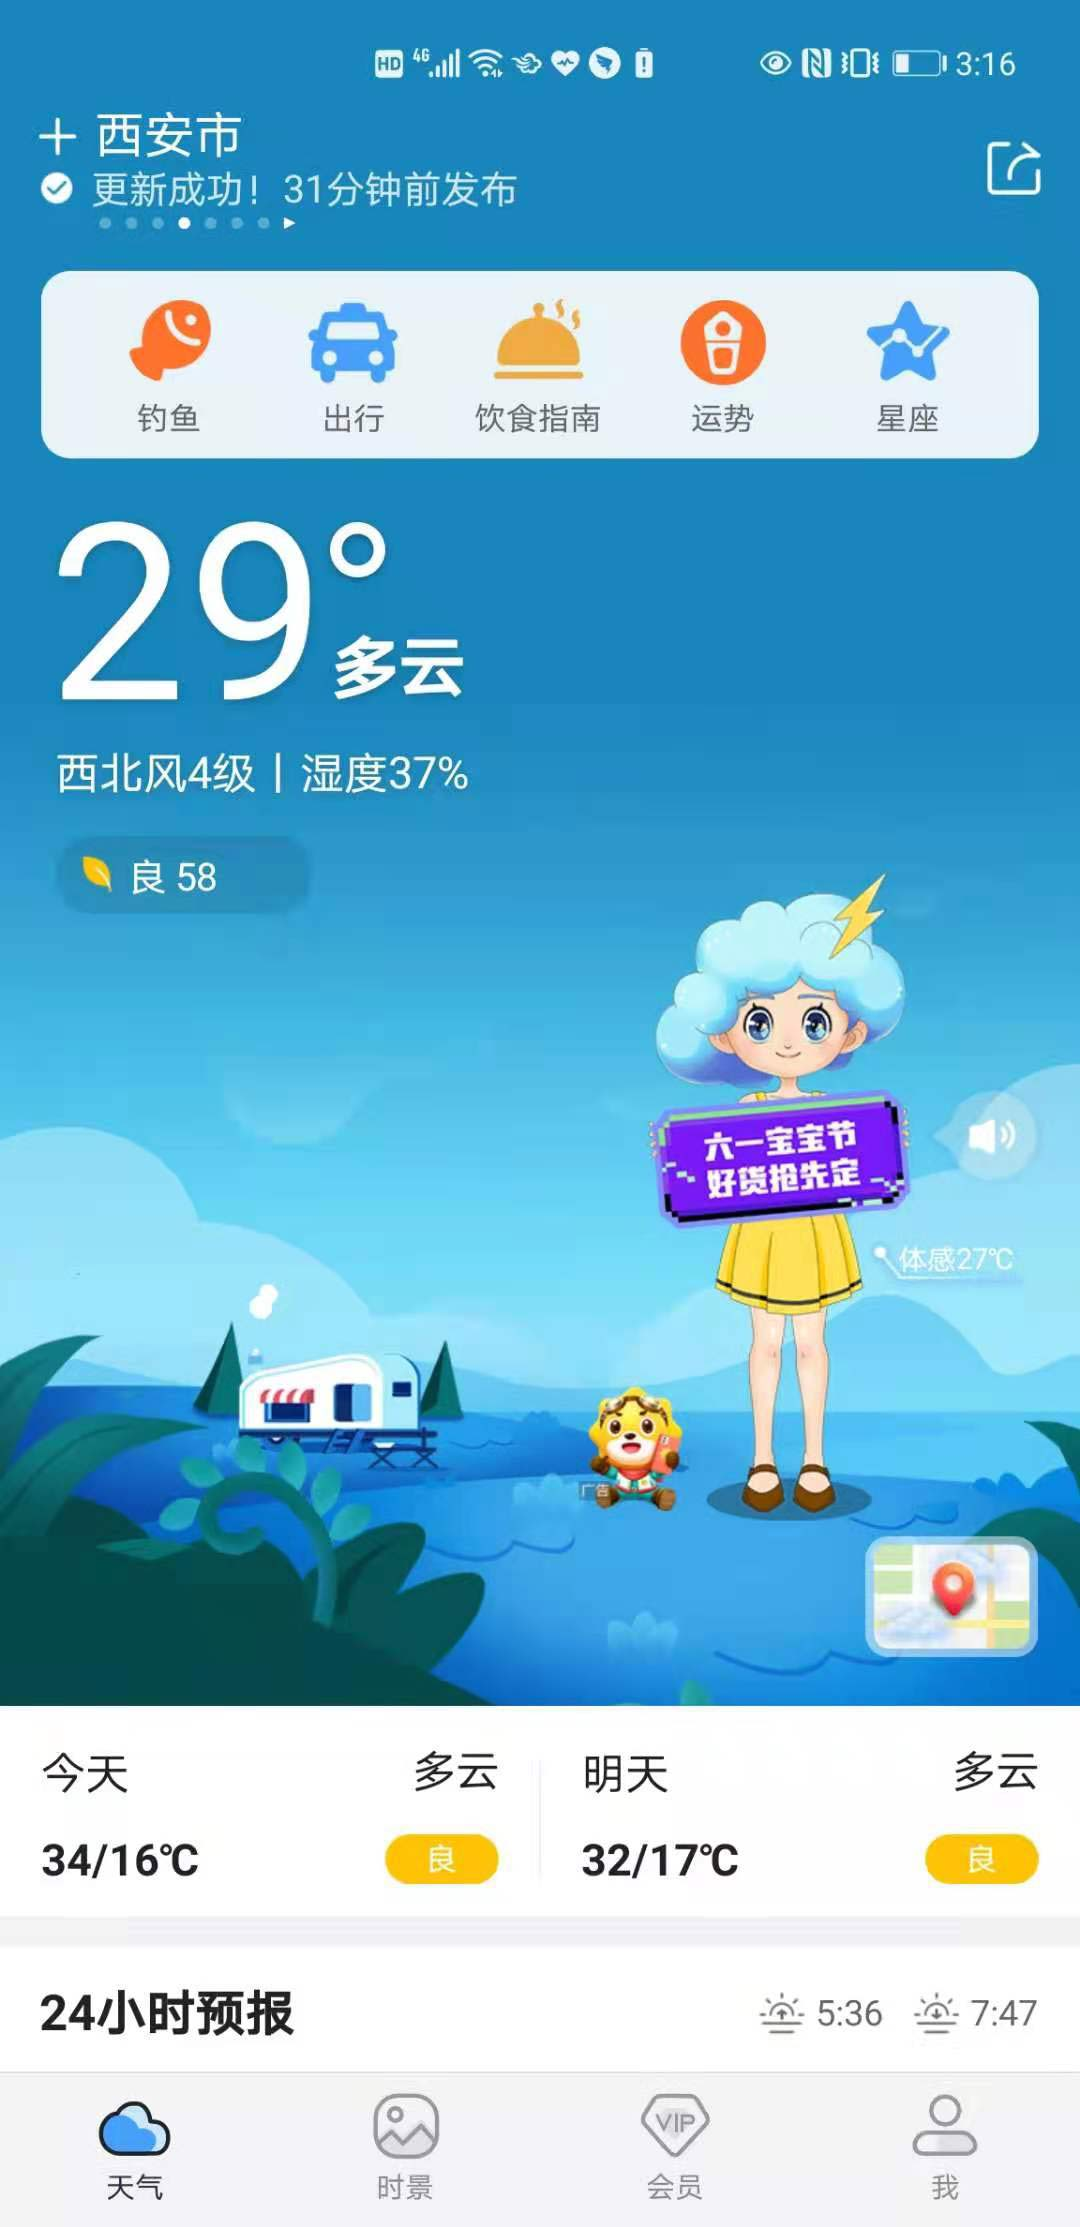 HD 4G 3:16
西安市
更新成功！31分钟前发布
钓鱼 出行 饮食指南 运势 星座
29°
多云
西北风4级 | 湿度37%
良 58
六一宝宝节
好货抢先定
体感27℃
广告
今天 多云 明天 多云
34/16℃ 良 32/17℃ 良
24小时预报 5:36 7:47
VIP
天气 时景 会员 我